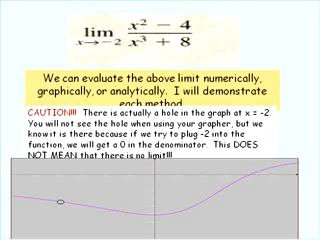 lim x² - 4
x→-2 x³ + 8
We can evaluate the above limit numerically,
graphically, or analytically. I will demonstrate
each method.
CAUTION!!! There is actually a hole in the graph at x = -2.
You will not see the hole when using your grapher, but we
know it is there because if we try to plug -2 into the
function, we will get a 0 in the denominator. This DOES
NOT MEAN that there is no limit!!!